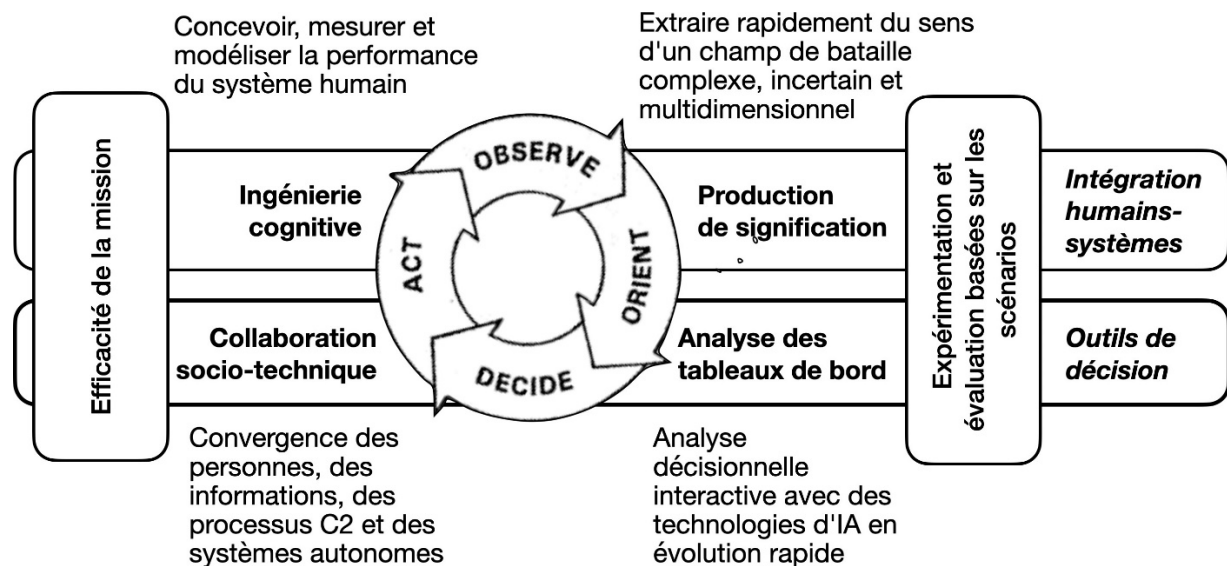 Concevoir, mesurer et
modéliser la performance
du système humain
Extraire rapidement du sens
d'un champ de bataille
complexe, incertain et
multidimensionnel
Efficacité de la mission
Ingénierie
cognitive
OBSERVE
ORIENT
DECIDE
ACT
Production
de signification
Expérimentation et
évaluation basées sur les
scénarios
Intégration
humains-
systèmes
Collaboration
socio-technique
Analyse des
tableaux de bord
Outils de
décision
Convergence des
personnes, des
informations, des
processus C2 et des
systèmes autonomes
Analyse
décisionnelle
interactive avec des
technologies d'IA en
évolution rapide